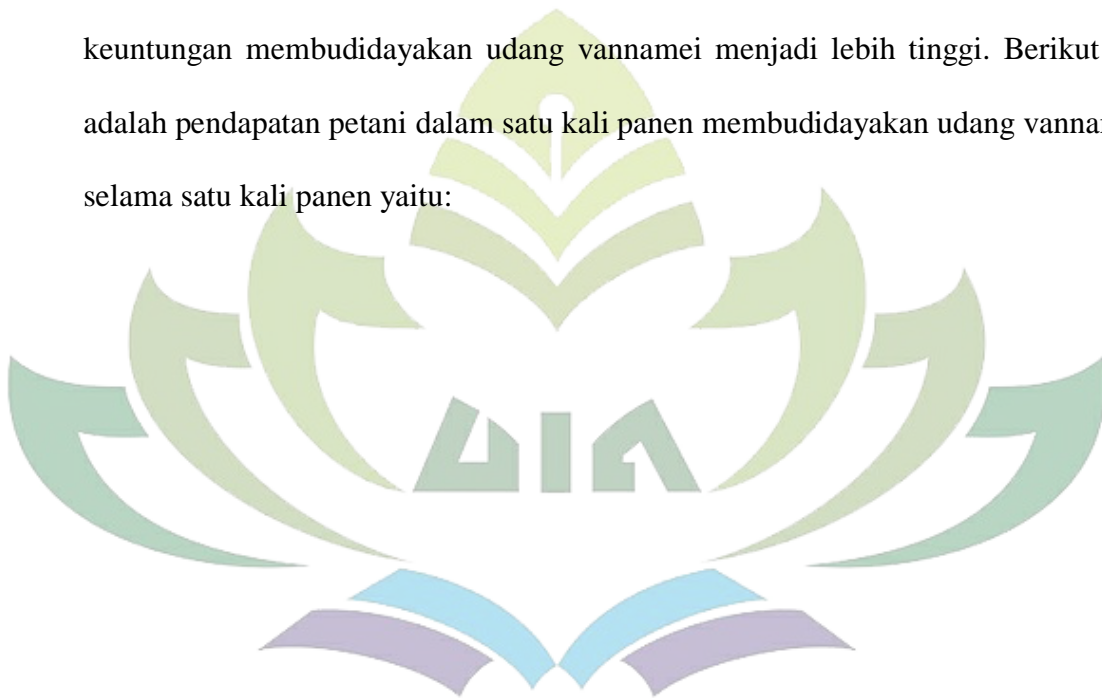 keuntungan membudidayakan udang vannamei menjadi lebih tinggi. Berikut
adalah pendapatan petani dalam satu kali panen membudidayakan udang
selama satu kali panen yaitu:
UIN